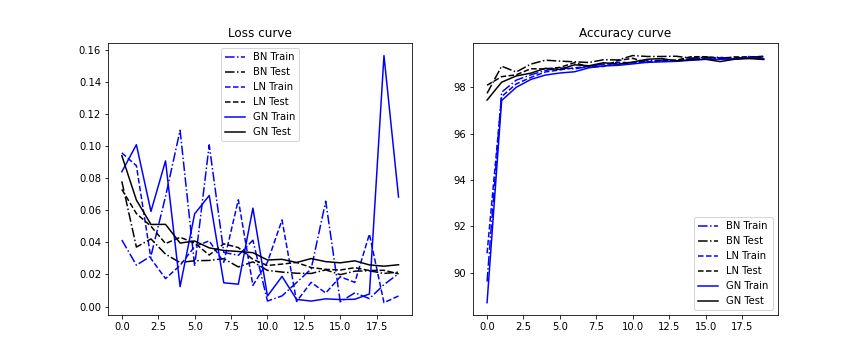 Loss curve
0.16
0.14
0.12
0.10
0.08
0.06
0.04
0.02
0.00
BN Train
BN Test
LN Train
LN Test
GN Train
GN Test
0.0 2.5 5.0 7.5 10.0 12.5 15.0 17.5
Accuracy curve
98
96
94
92
90
BN Train
BN Test
LN Train
LN Test
GN Train
GN Test
0.0 2.5 5.0 7.5 10.0 12.5 15.0 17.5